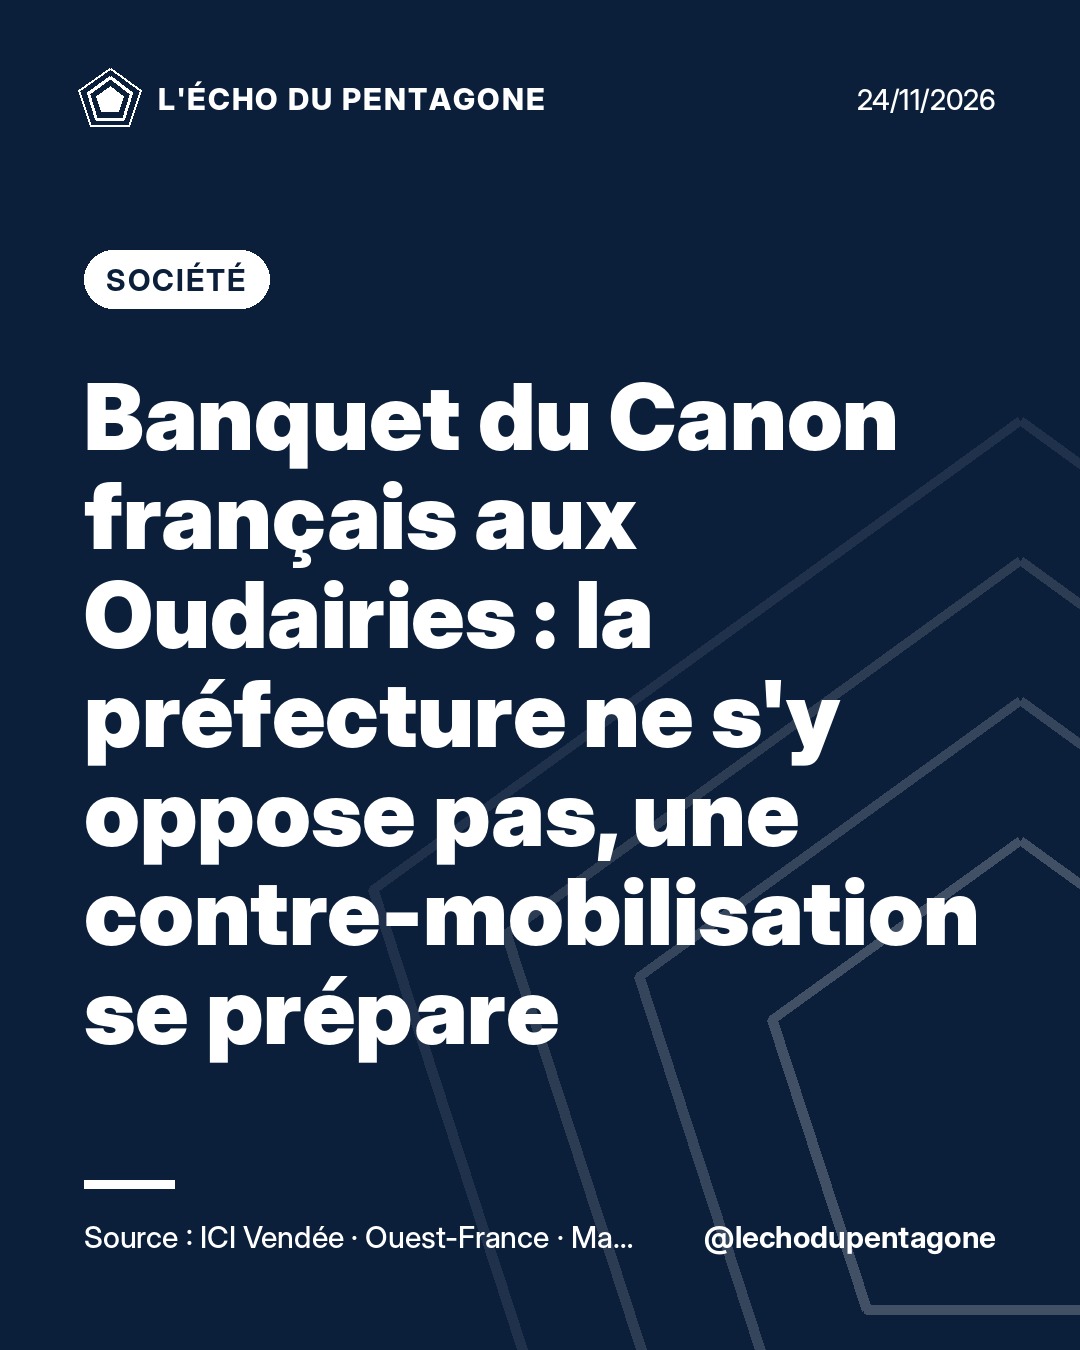 L'ÉCHO DU PENTAGONE
24/11/2026
SOCIÉTÉ
Banquet du Canon
français aux
Oudairies : la
préfecture ne s'y
oppose pas, une
contre-mobilisation
se prépare
Source : ICI Vendée · Ouest-France · Ma...
@lechodupentagone